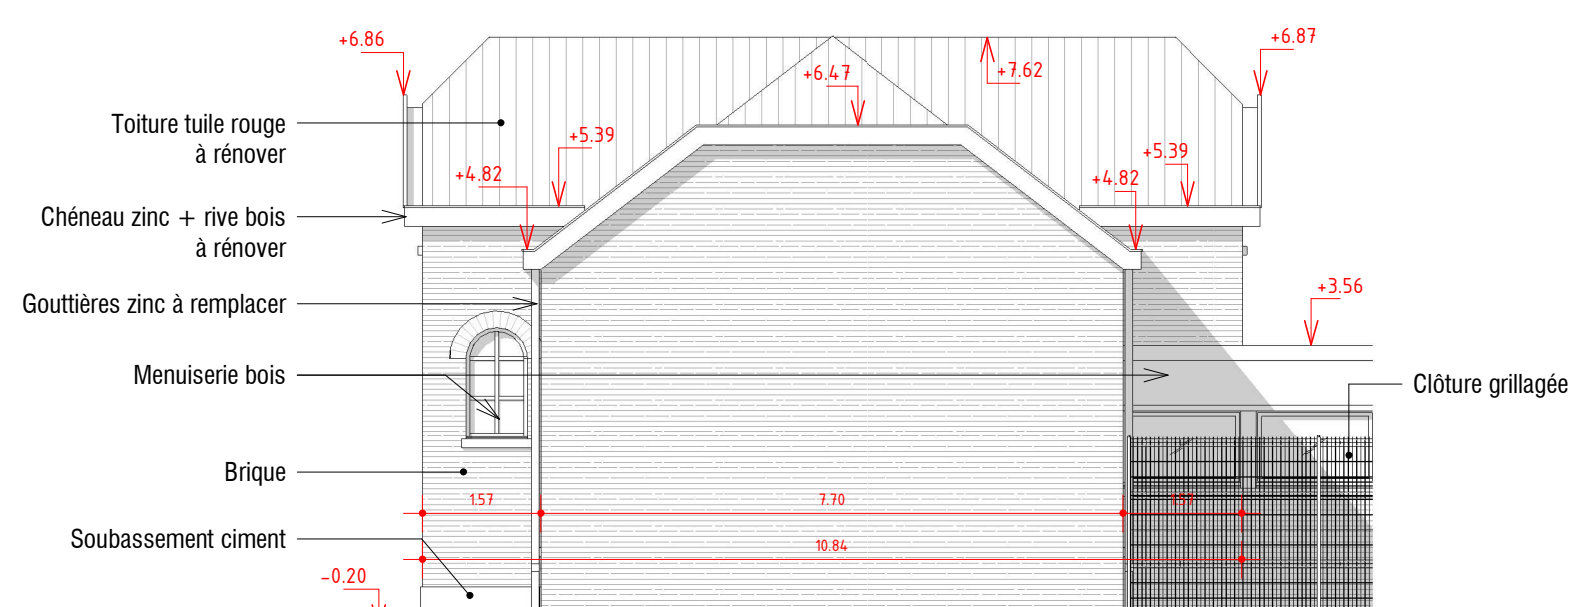 +6.86
+6.87
+7.62
+6.47
Toiture tuile rouge
à rénover
+5.39
+5.39
+4.82
+4.82
Chéneau zinc + rive bois
à rénover
Gouttières zinc à remplacer
+3.56
Menuiserie bois
Clôture grillagée
Brique
1.57
7.70
1.57
Soubassement ciment
10.84
-0.20